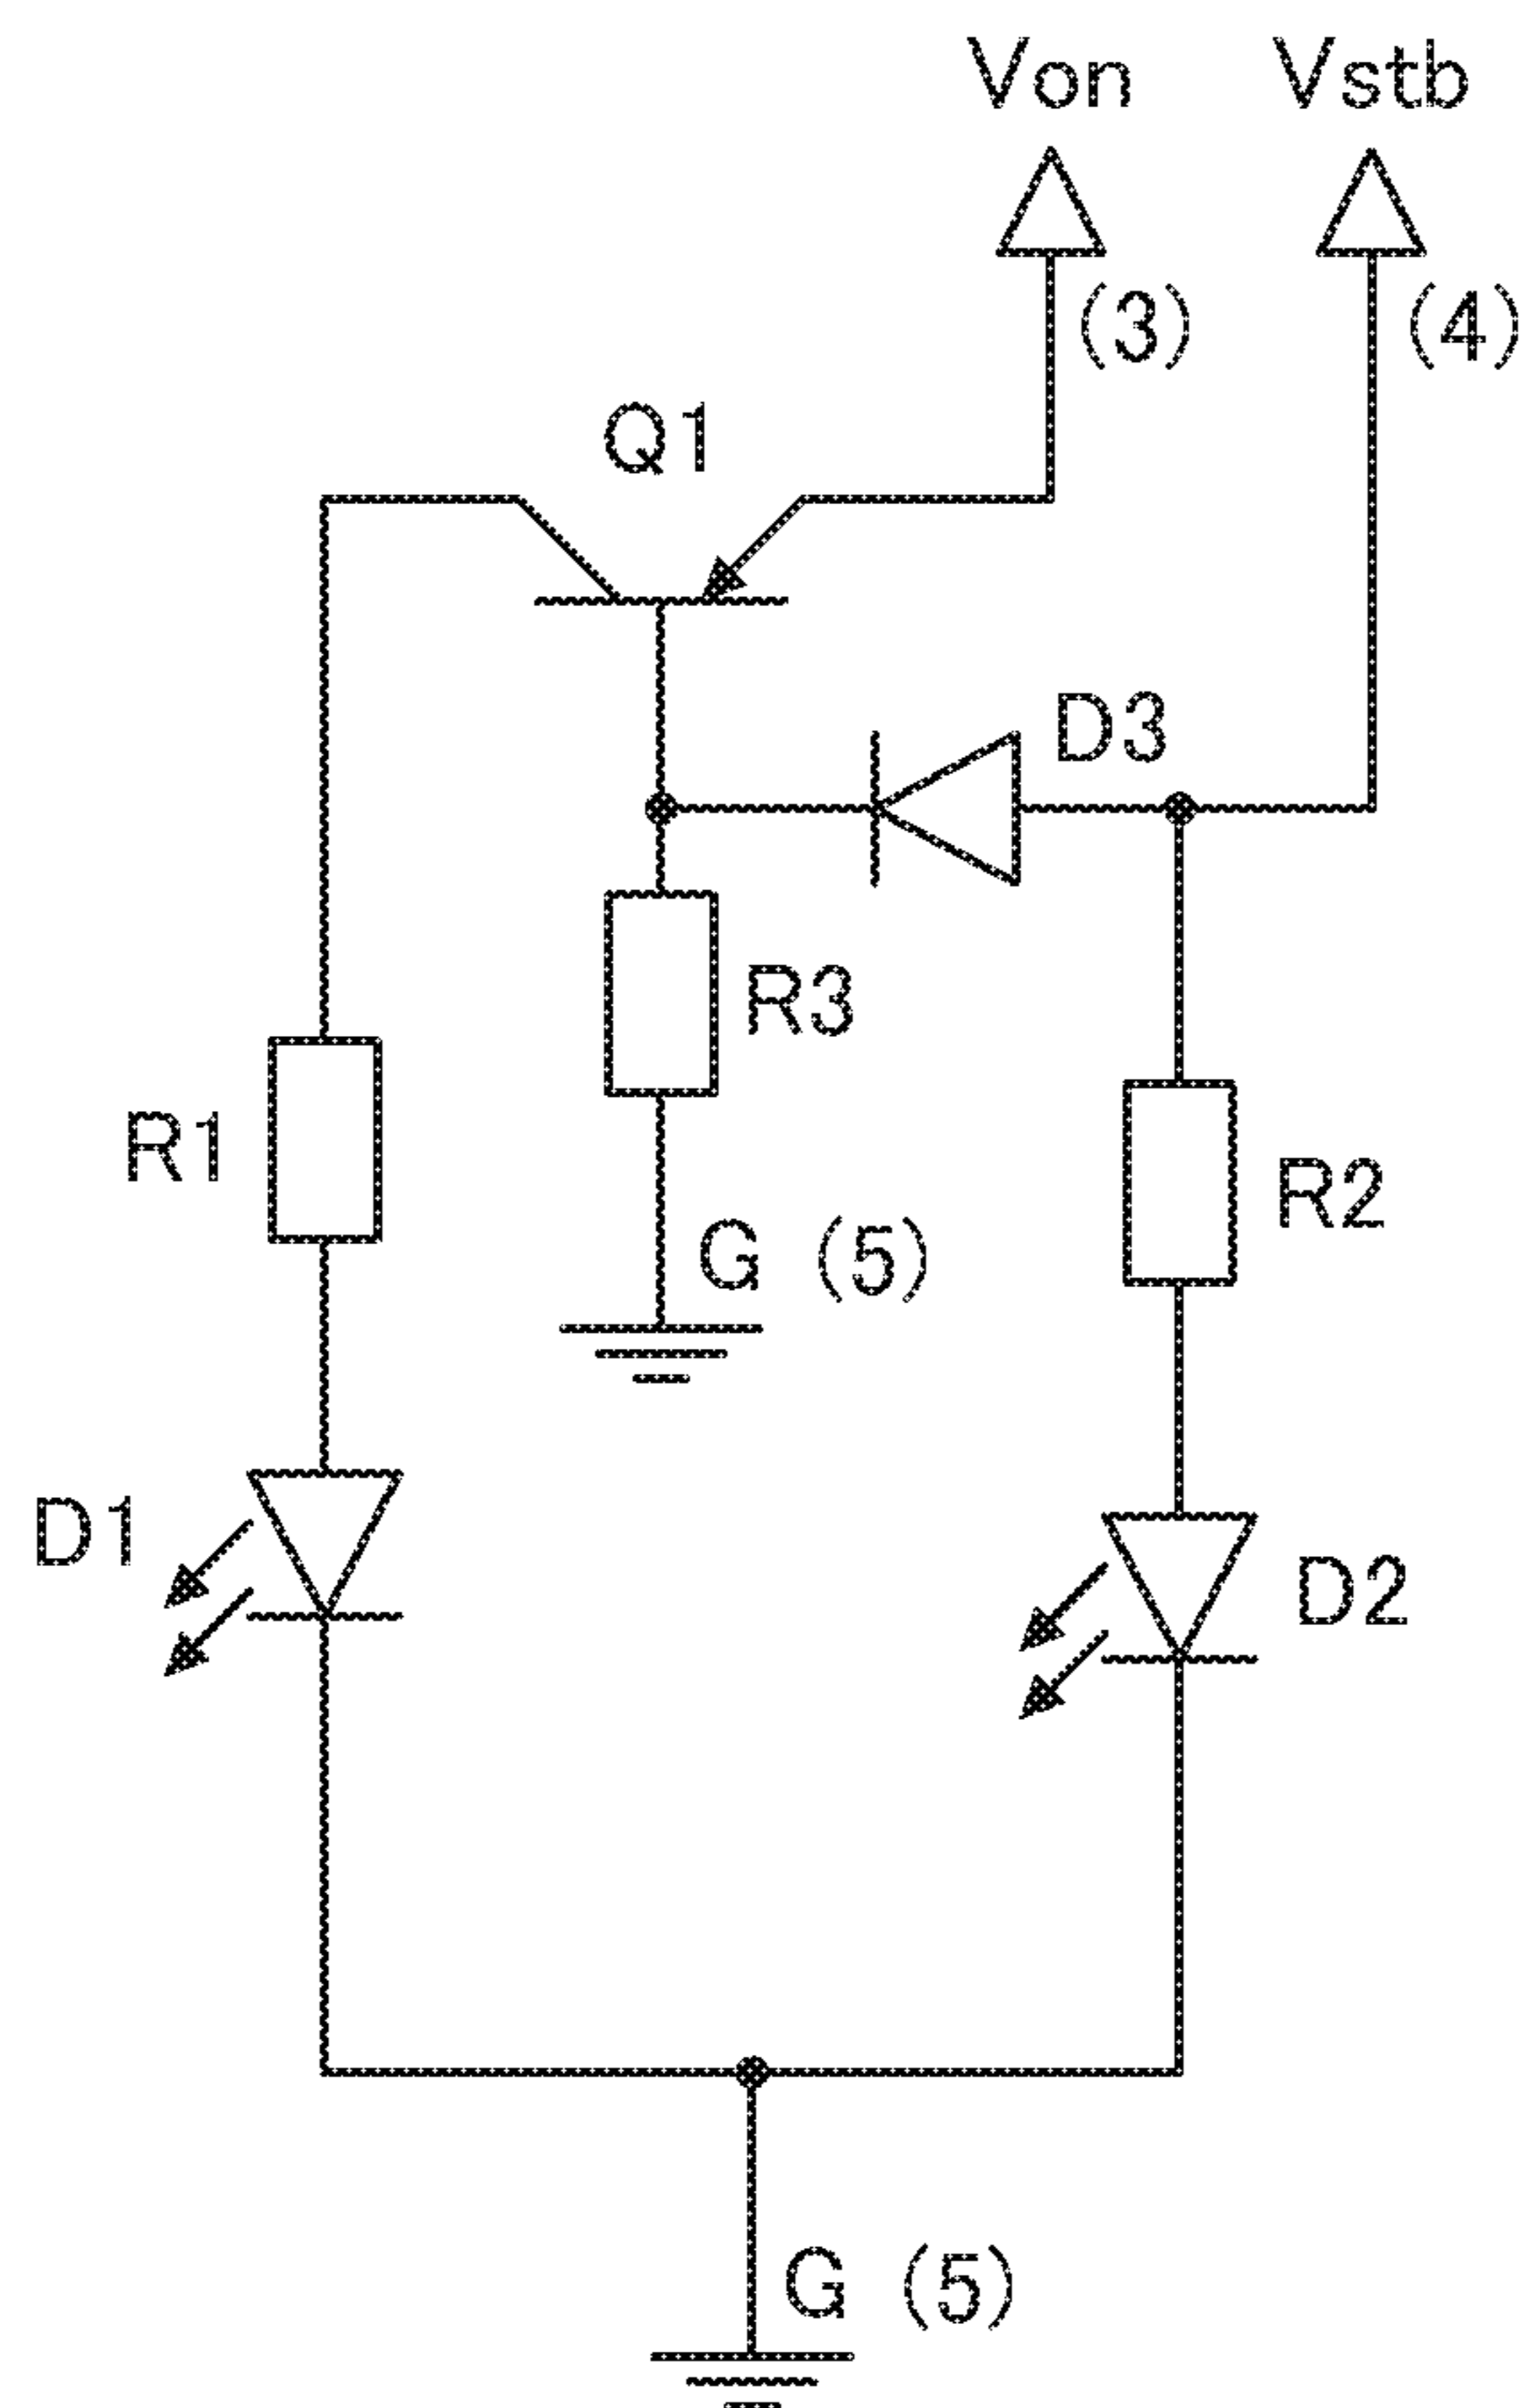 Von Vstb
(3) (4)
Q1
D3
R3
R1
R2
G (5)
D1
D2
G (5)